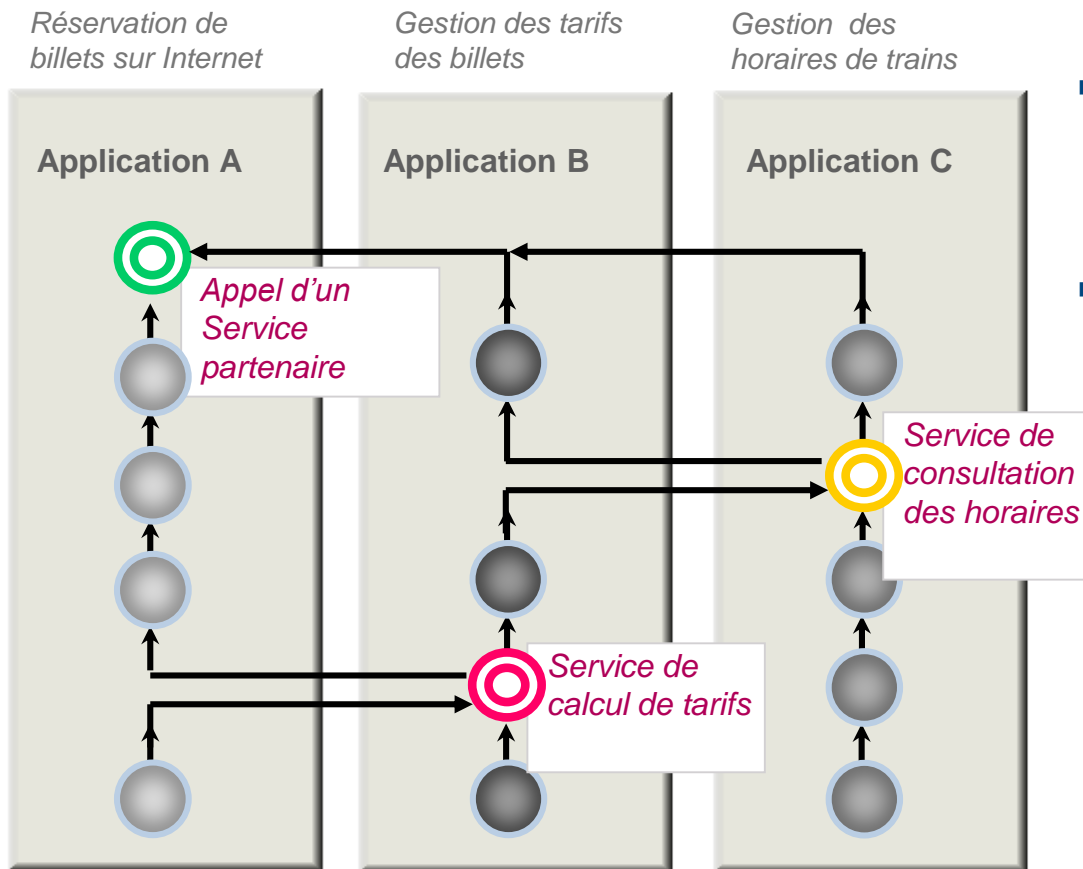 Réservation de
billets sur Internet
Gestion des tarifs
des billets
Gestion des
horaires de trains
Application A
Application B
Application C
Appel d'un
Service
partenaire
Service de
consultation
des horaires
Service de
calcul de tarifs